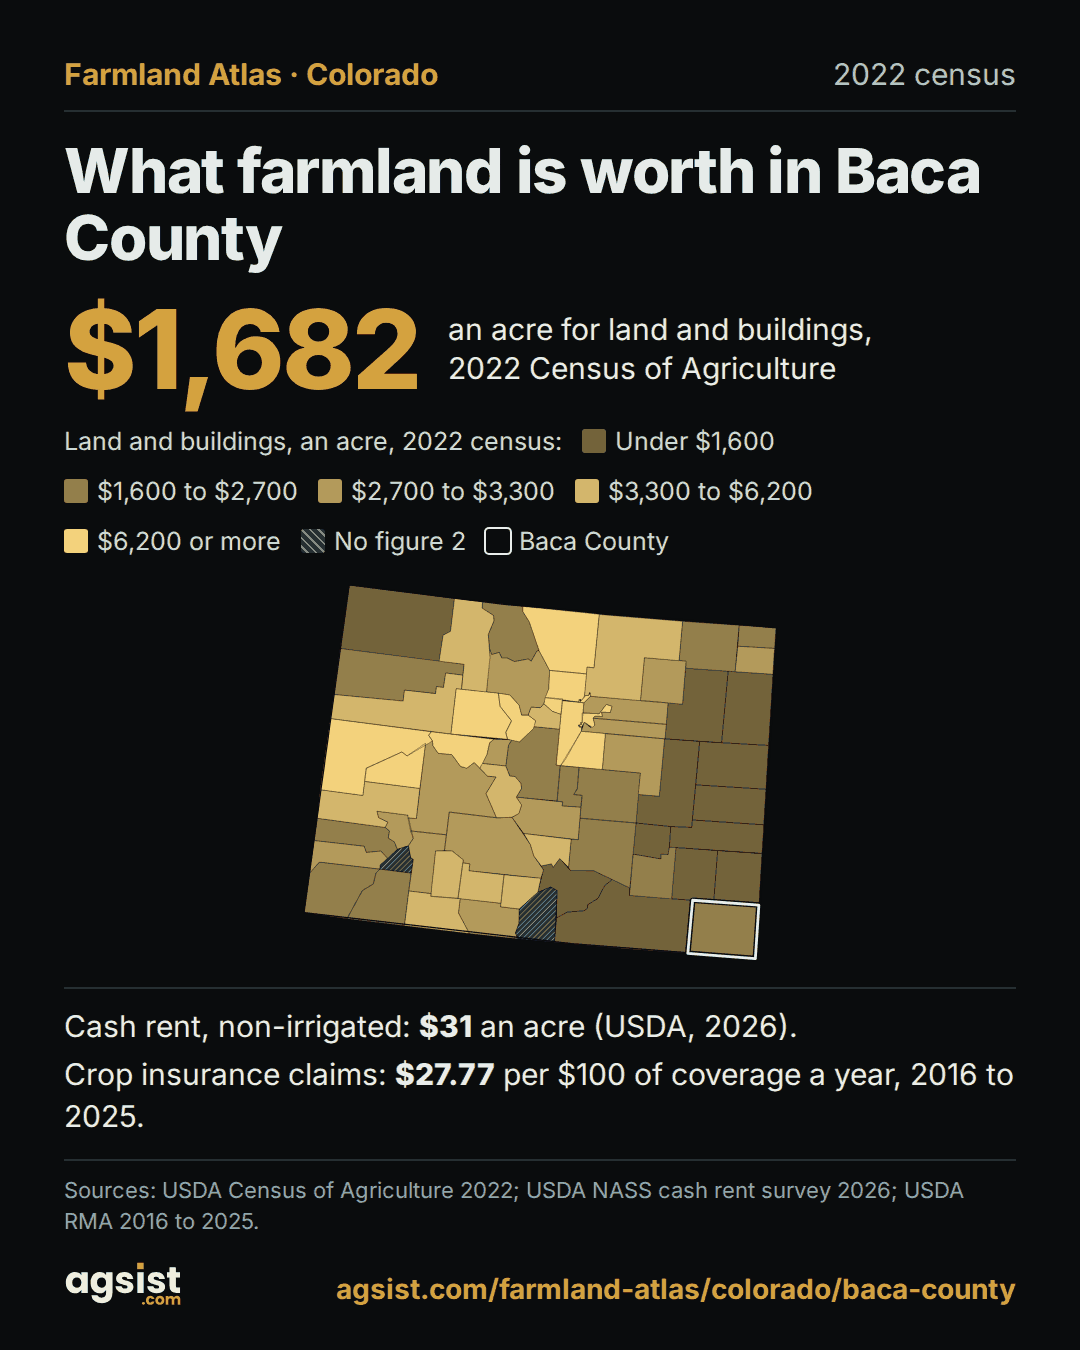 Farmland Atlas · Colorado
2022 census
What farmland is worth in Baca
County
$1,682
an acre for land and buildings,
2022 Census of Agriculture
Land and buildings, an acre, 2022 census: Under $1,600
$1,600 to $2,700 $2,700 to $3,300 $3,300 to $6,200
$6,200 or more No figure 2 Baca County
Cash rent, non-irrigated: $31 an acre (USDA, 2026).
Crop insurance claims: $27.77 per $100 of coverage a year, 2016 to
2025.
Sources: USDA Census of Agriculture 2022; USDA NASS cash rent survey 2026; USDA
RMA 2016 to 2025.
agsist
.com
agsist.com/farmland-atlas/colorado/baca-county